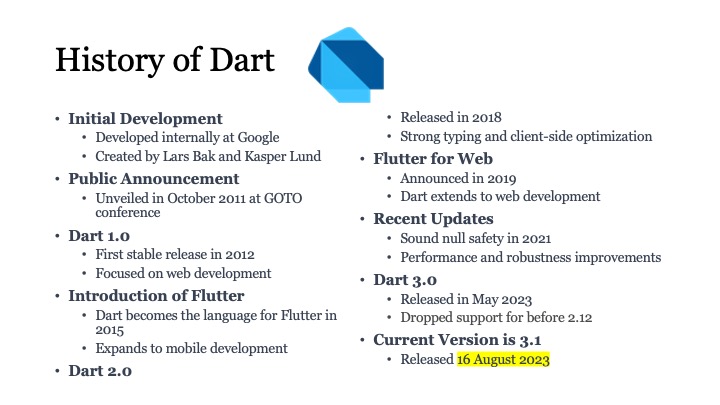 History of Dart
• Initial Development
• Developed internally at Google
• Created by Lars Bak and Kasper Lund
• Public Announcement
• Unveiled in October 2011 at GOTO
conference
• Dart 1.0
• First stable release in 2012
• Focused on web development
• Introduction of Flutter
• Dart becomes the language for Flutter in
2015
• Expands to mobile development
• Dart 2.0
• Released in 2018
• Strong typing and client-side optimization
• Flutter for Web
• Announced in 2019
• Dart extends to web development
• Recent Updates
• Sound null safety in 2021
• Performance and robustness improvements
• Dart 3.0
• Released in May 2023
• Dropped support for before 2.12
• Current Version is 3.1
• Released 16 August 2023